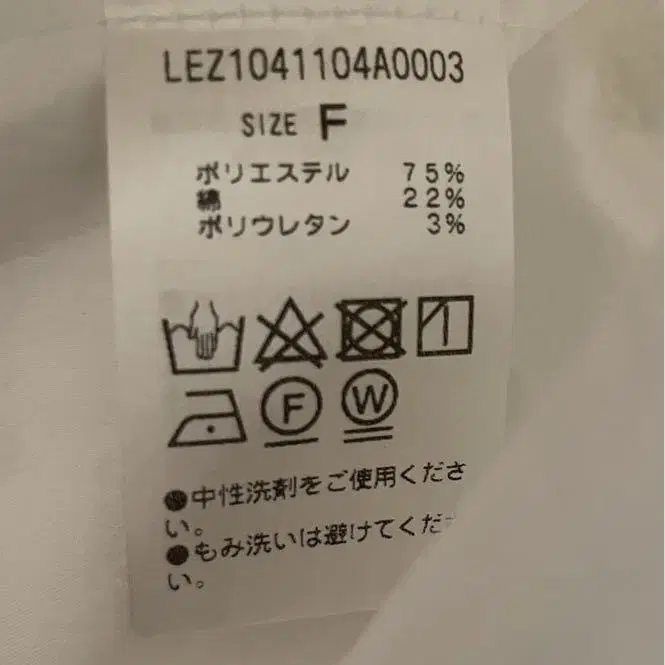 LEZ1041104A0003
SIZE F
ポリエステル 75%
綿 22%
ポリウレタン 3%
F W
●中性洗剤をご使用くださ
い。
●もみ洗いは避けてくださ
い。